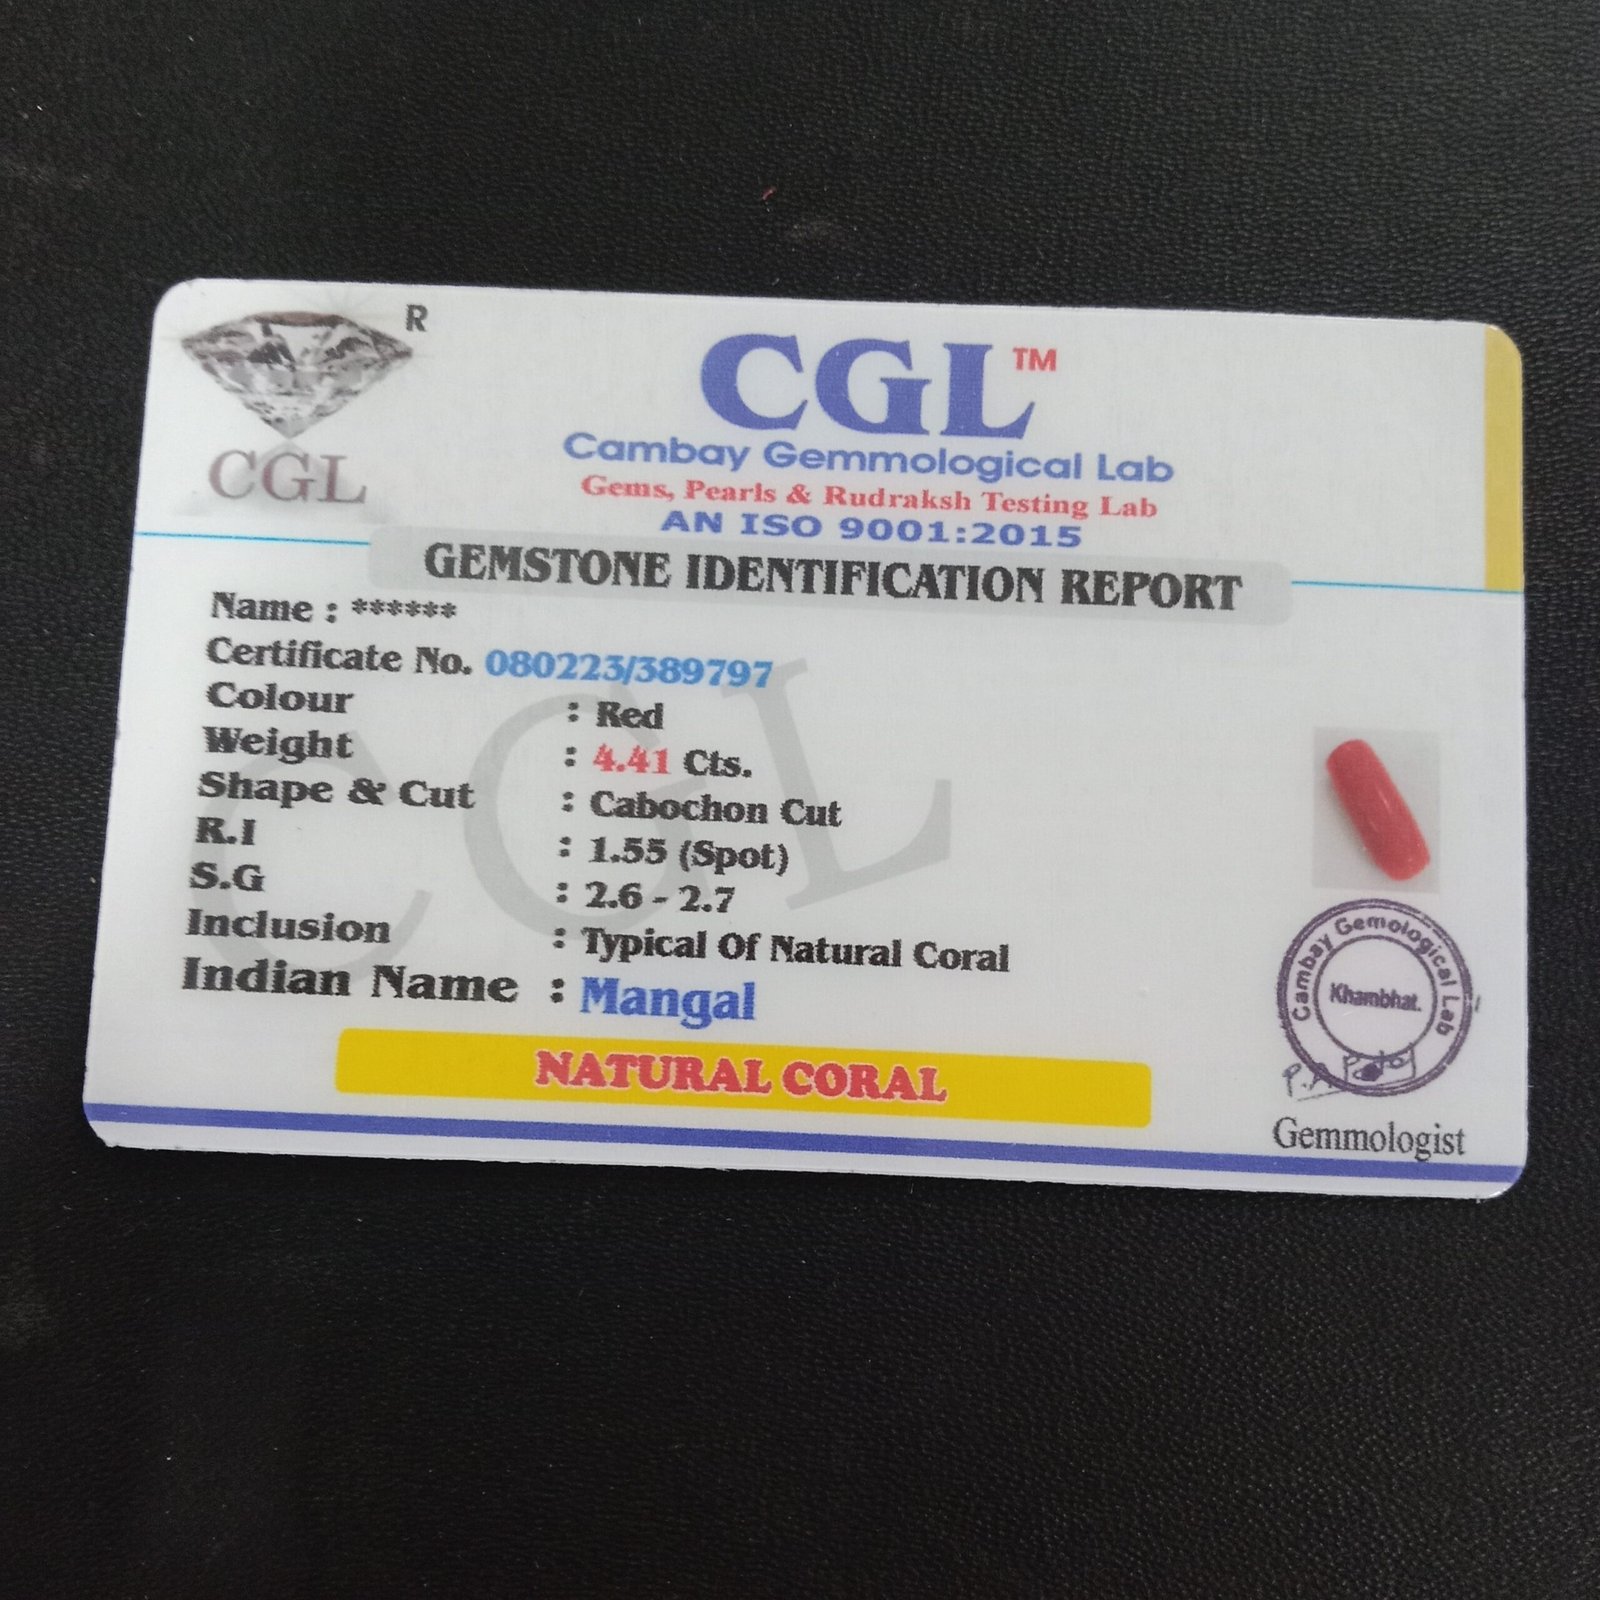 R
CGL
CGL™
Cambay Gemmological Lab
Gems, Pearls & Rudraksh Testing Lab
AN ISO 9001:2015
GEMSTONE IDENTIFICATION REPORT
Name : ******
Certificate No. 080223/389797
Colour : Red
Weight : 4.41 Cts.
Shape & Cut : Cabochon Cut
R.I : 1.55 (Spot)
S.G : 2.6 - 2.7
Inclusion : Typical Of Natural Coral
Indian Name : Mangal
NATURAL CORAL
CGL
Cambay Gemological Lab
Khambhat.
Gemmologist